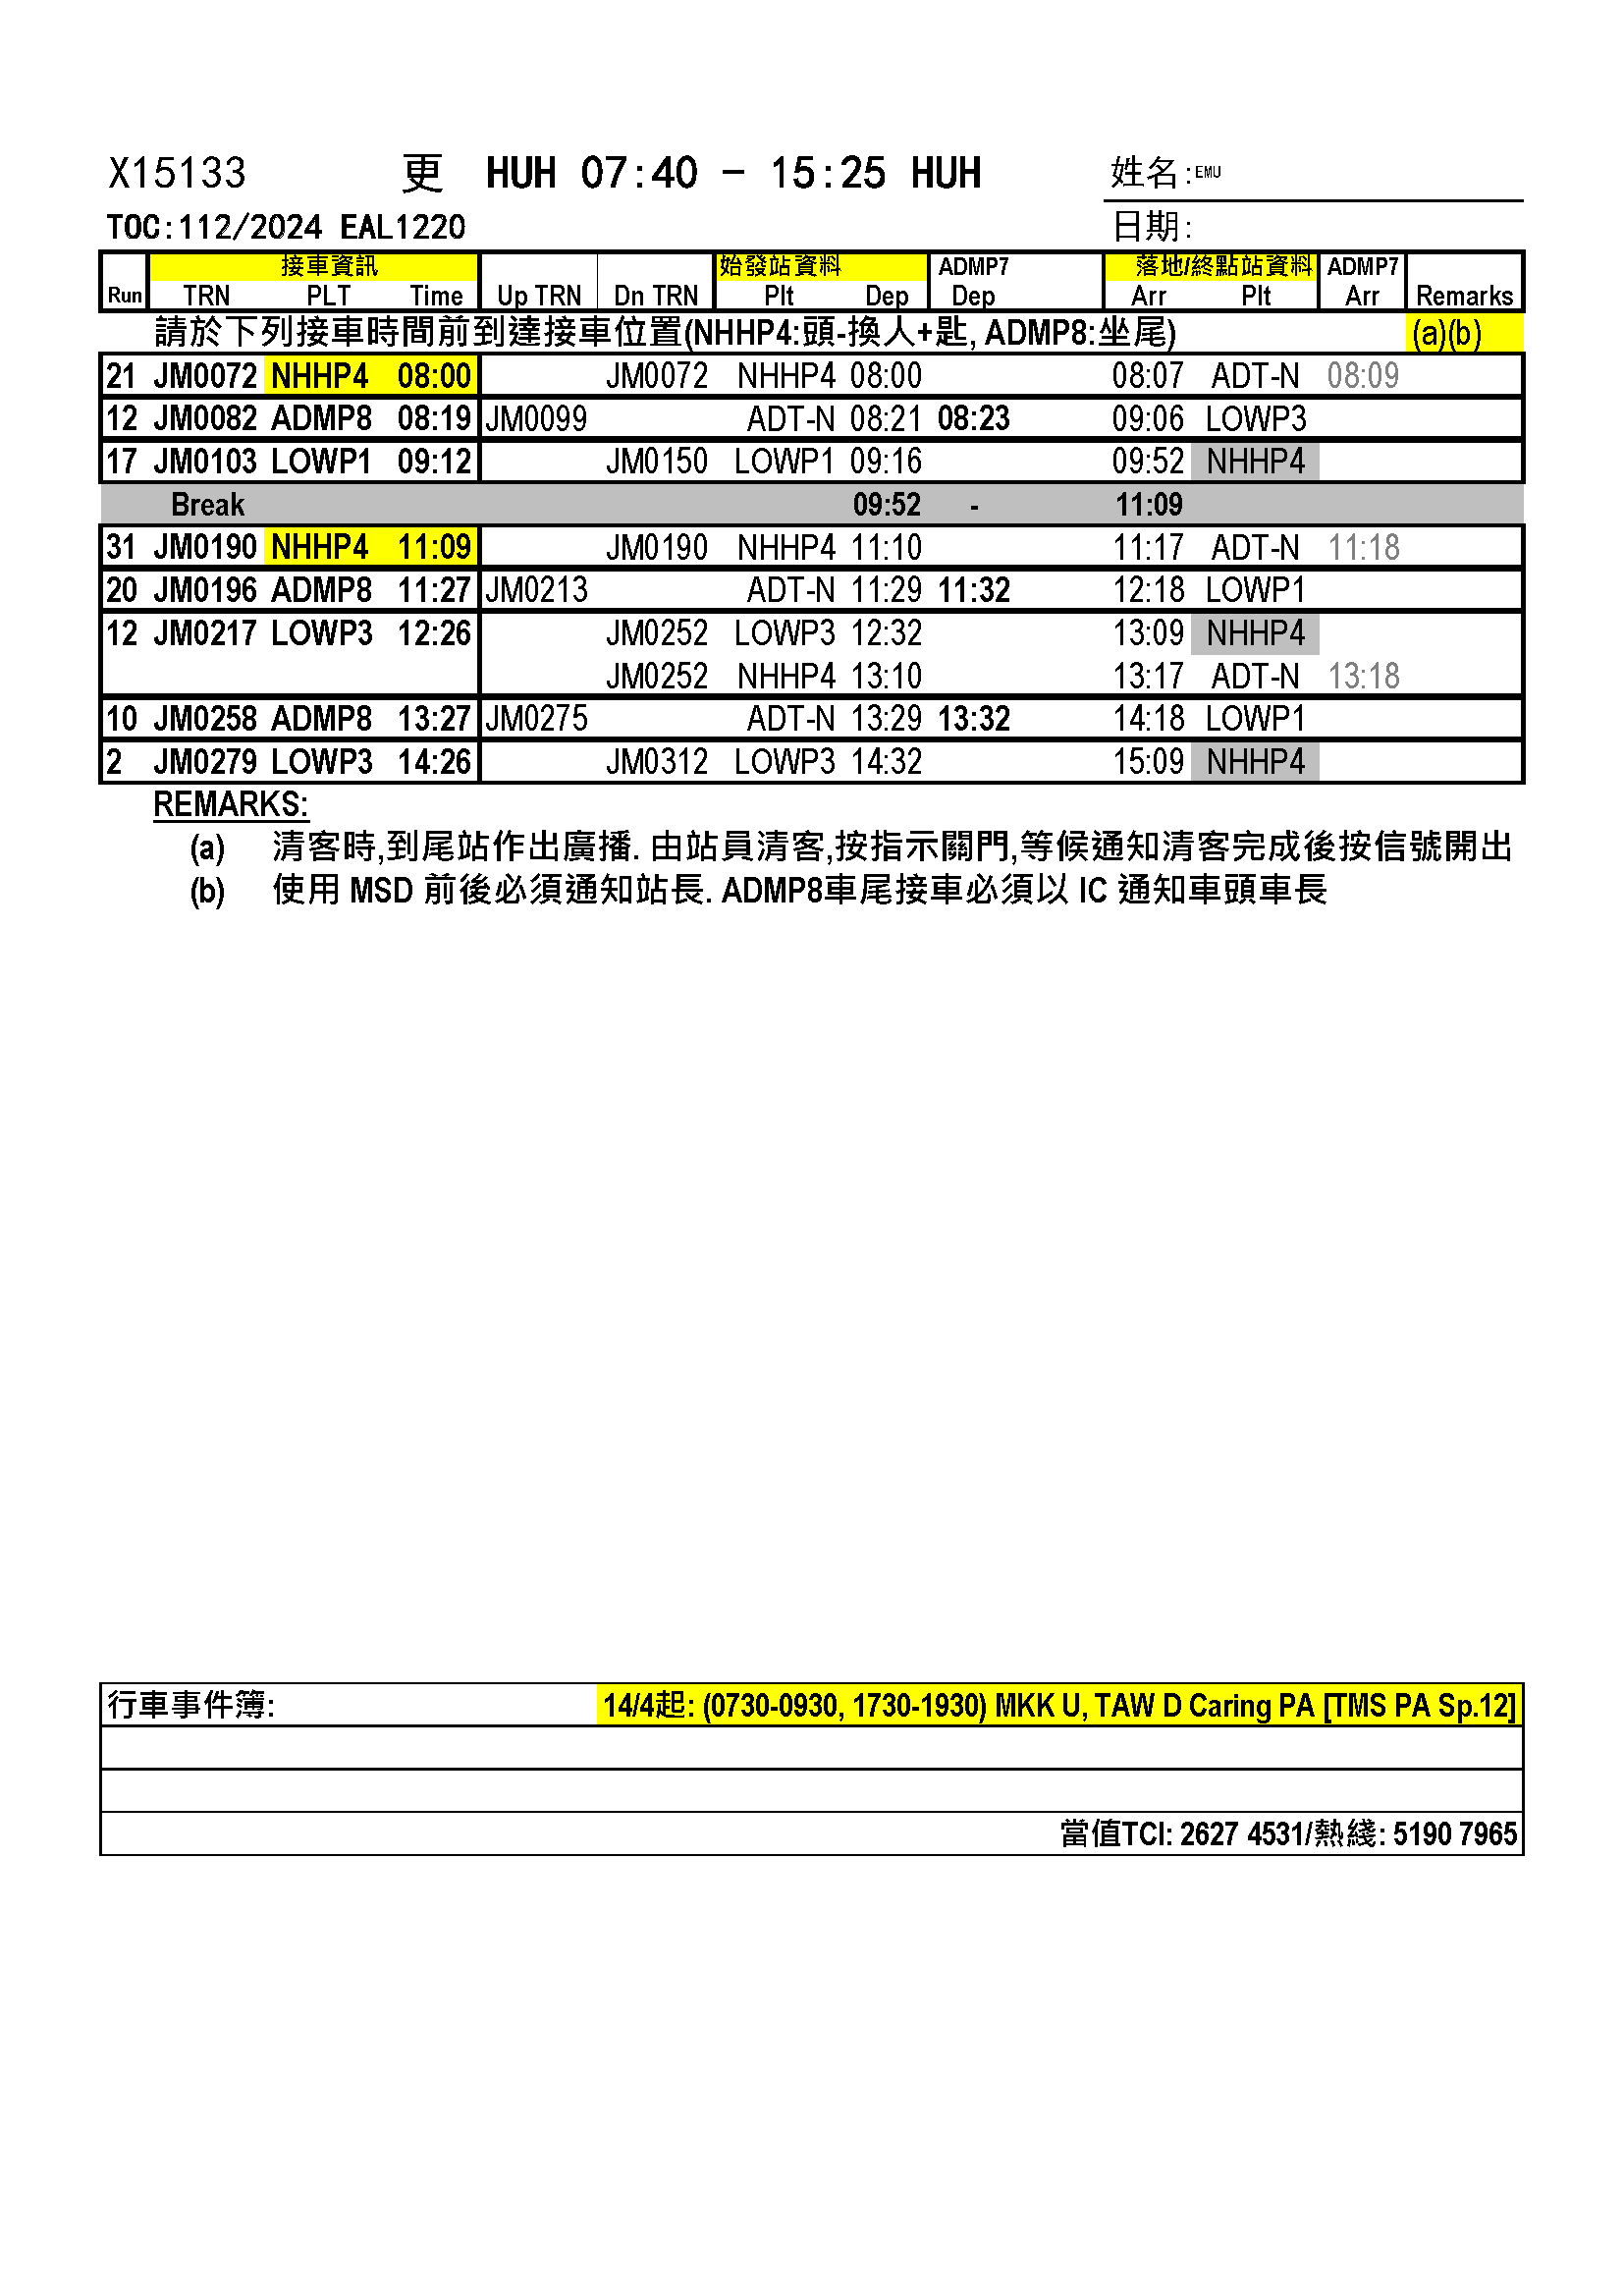 X15133 更 HUH 07:40 - 15:25 HUH 姓名:EMU
TOC:112/2024 EAL1220 日期:
接車資訊 始發站資料 ADMP7 落地/終點站資料 ADMP7
Run TRN PLT Time Up TRN Dn TRN Plt Dep Dep Arr Plt Arr Remarks
請於下列接車時間前到達接車位置(NHHP4:頭-換人+匙, ADMP8:坐尾) (a)(b)
21 JM0072 NHHP4 08:00 JM0072 NHHP4 08:00 08:07 ADT-N 08:09
12 JM0082 ADMP8 08:19 JM0099 ADT-N 08:21 08:23 09:06 LOWP3
17 JM0103 LOWP1 09:12 JM0150 LOWP1 09:16 09:52 NHHP4
Break 09:52 - 11:09
31 JM0190 NHHP4 11:09 JM0190 NHHP4 11:10 11:17 ADT-N 11:18
20 JM0196 ADMP8 11:27 JM0213 ADT-N 11:29 11:32 12:18 LOWP1
12 JM0217 LOWP3 12:26 JM0252 LOWP3 12:32 13:09 NHHP4
JM0252 NHHP4 13:10 13:17 ADT-N 13:18
10 JM0258 ADMP8 13:27 JM0275 ADT-N 13:29 13:32 14:18 LOWP1
2 JM0279 LOWP3 14:26 JM0312 LOWP3 14:32 15:09 NHHP4
REMARKS:
(a) 清客時,到尾站作出廣播. 由站員清客,按指示關門,等候通知清客完成後按信號開出
(b) 使用 MSD 前後必須通知站長. ADMP8車尾接車必須以 IC 通知車頭車長
行車事件簿: 14/4起: (0730-0930, 1730-1930) MKK U, TAW D Caring PA [TMS PA Sp.12]
當值TCI: 2627 4531/熱綫: 5190 7965